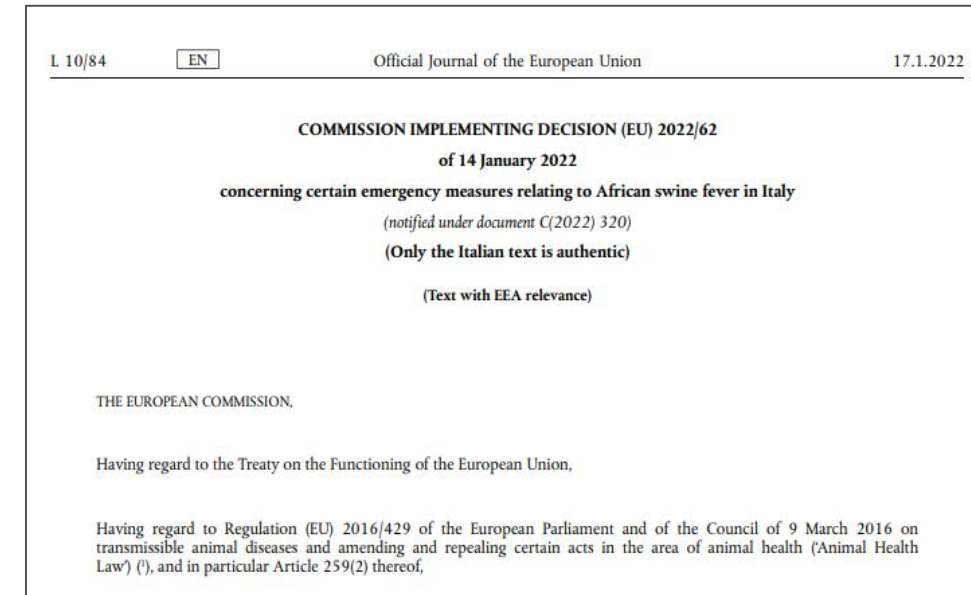 L 10/84 EN Official Journal of the European Union 17.1.2022
COMMISSION IMPLEMENTING DECISION (EU) 2022/62
of 14 January 2022
concerning certain emergency measures relating to African swine fever in Italy
(notified under document C(2022) 320)
(Only the Italian text is authentic)
(Text with EEA relevance)
THE EUROPEAN COMMISSION,
Having regard to the Treaty on the Functioning of the European Union,
Having regard to Regulation (EU) 2016/429 of the European Parliament and of the Council of 9 March 2016 on
transmissible animal diseases and amending and repealing certain acts in the area of animal health (‘Animal Health
Law’) (¹), and in particular Article 259(2) thereof,